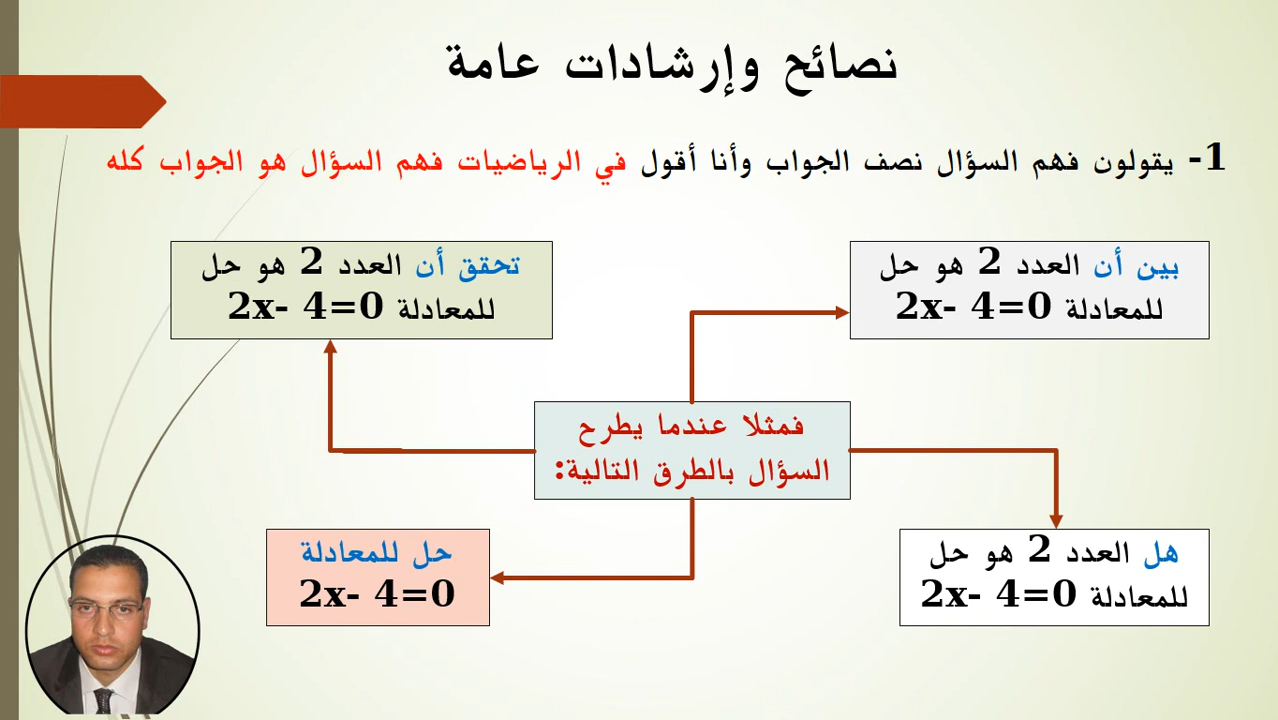 نصائح وإرشادات عامة
1- يقولون فهم السؤال نصف الجواب وأنا أقول في الرياضيات فهم السؤال هو الجواب كله
بين أن العدد 2 هو حل
للمعادلة 2x- 4=0
تحقق أن العدد 2 هو حل
للمعادلة 2x- 4=0
فمثلا عندما يطرح
السؤال بالطرق التالية:
هل العدد 2 هو حل
للمعادلة 2x- 4=0
حل للمعادلة
2x- 4=0